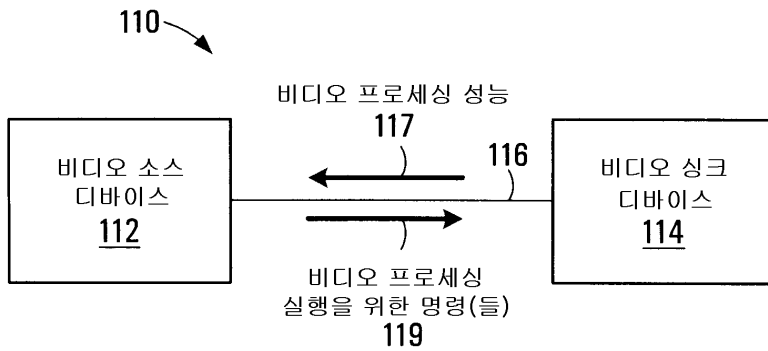 110
비디오 프로세싱 성능
117
116
비디오 소스
디바이스
112
비디오 싱크
디바이스
114
비디오 프로세싱
실행을 위한 명령(들)
119